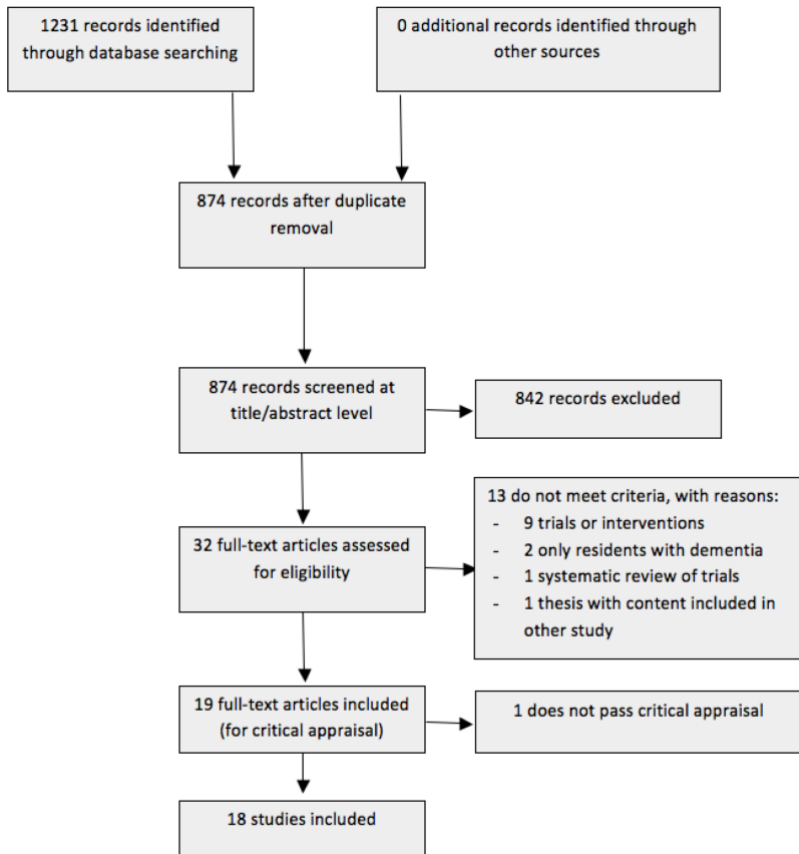 1231 records identified
through database searching
0 additional records identified through
other sources
874 records after duplicate
removal
874 records screened at
title/abstract level
842 records excluded
32 full-text articles assessed
for eligibility
13 do not meet criteria, with reasons:
- 9 trials or interventions
- 2 only residents with dementia
- 1 systematic review of trials
- 1 thesis with content included in
other study
19 full-text articles included
(for critical appraisal)
1 does not pass critical appraisal
18 studies included